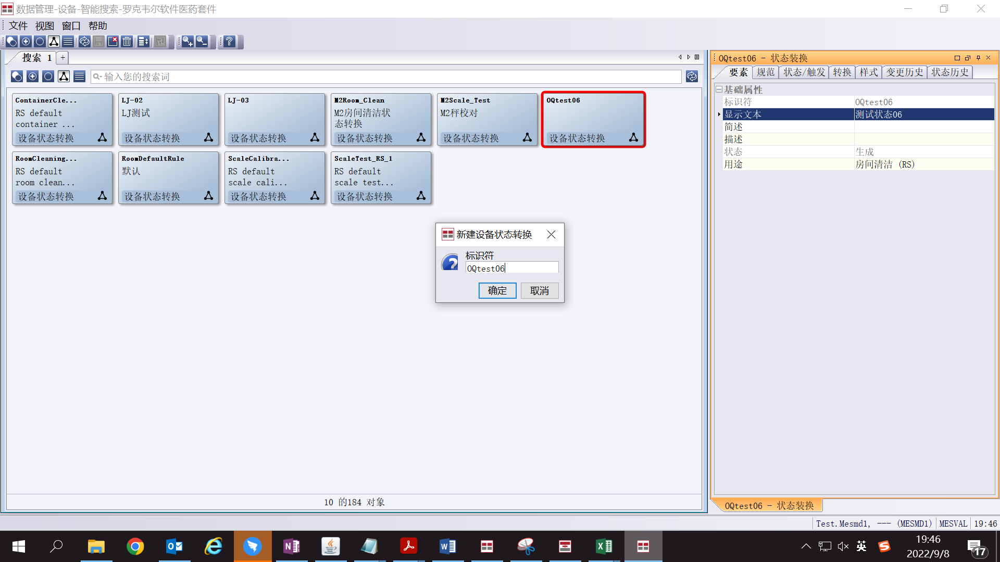 数据管理-设备-智能搜索-罗克韦尔软件医药套件
文件 视图 窗口 帮助
搜索 1
+
输入您的搜索词
ContainerCle...
RS default
container ...
设备状态转换
LJ-02
LJ测试
设备状态转换
LJ-03
设备状态转换
M2Room_Clean
M2房间清洁状
态转换
设备状态转换
M2Scale_Test
M2秤校对
设备状态转换
OQtest06
设备状态转换
RoomCleaning...
RS default
room clean...
设备状态转换
RoomDefaultRule
默认
设备状态转换
ScaleCalibra...
RS default
scale cali...
设备状态转换
ScaleTest_RS_1
RS default
scale test...
设备状态转换
新建设备状态转换
标识符
OQtest06
确定 取消
10 的184 对象
OQtest06 - 状态装换
要素 规范 状态/触发 转换 样式 变更历史 状态历史
基础属性
标识符 OQtest06
显示文本 测试状态06
简述
描述
状态 生成
用途 房间清洁 (RS)
OQtest06 - 状态装换
Test.Mesmd1, --- (MESMD1) MESVAL 19:46
英
19:46
2022/9/8
17